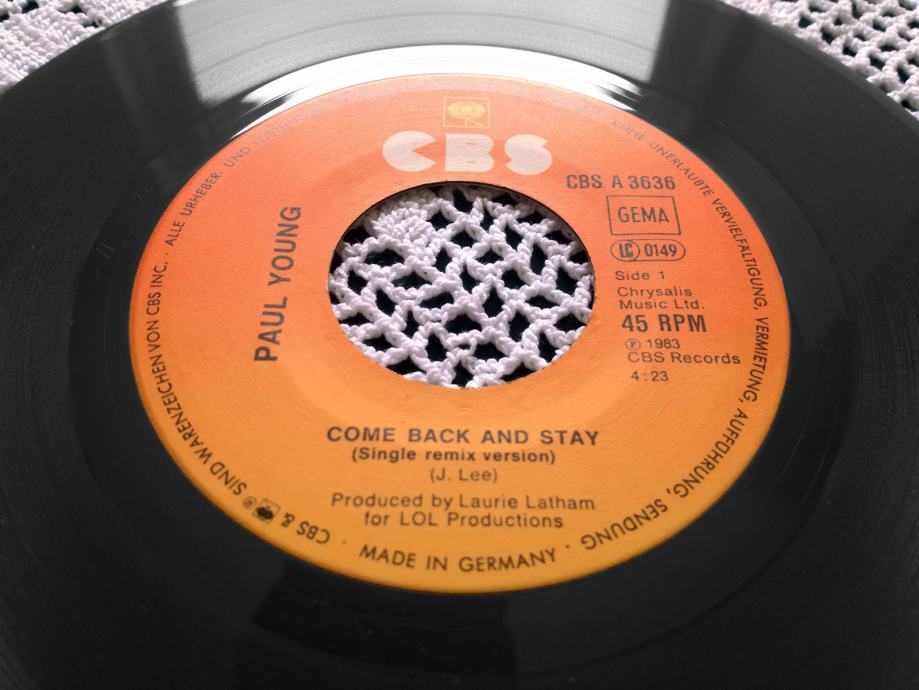 CBS
CBS A 3636
GEMA
LC 0149
Side 1
Chrysalis
Music Ltd.
45 RPM
℗ 1983
CBS Records
4:23
PAUL YOUNG
COME BACK AND STAY
(Single remix version)
(J. Lee)
Produced by Laurie Latham
for LOL Productions
CBS & ® SIND WARENZEICHEN VON CBS INC. · ALLE URHEBER- UND KEINE UNERLAUBTE VERVIELFÄLTIGUNG, VERMIETUNG, AUFFÜHRUNG, SENDUNG · MADE IN GERMANY ·